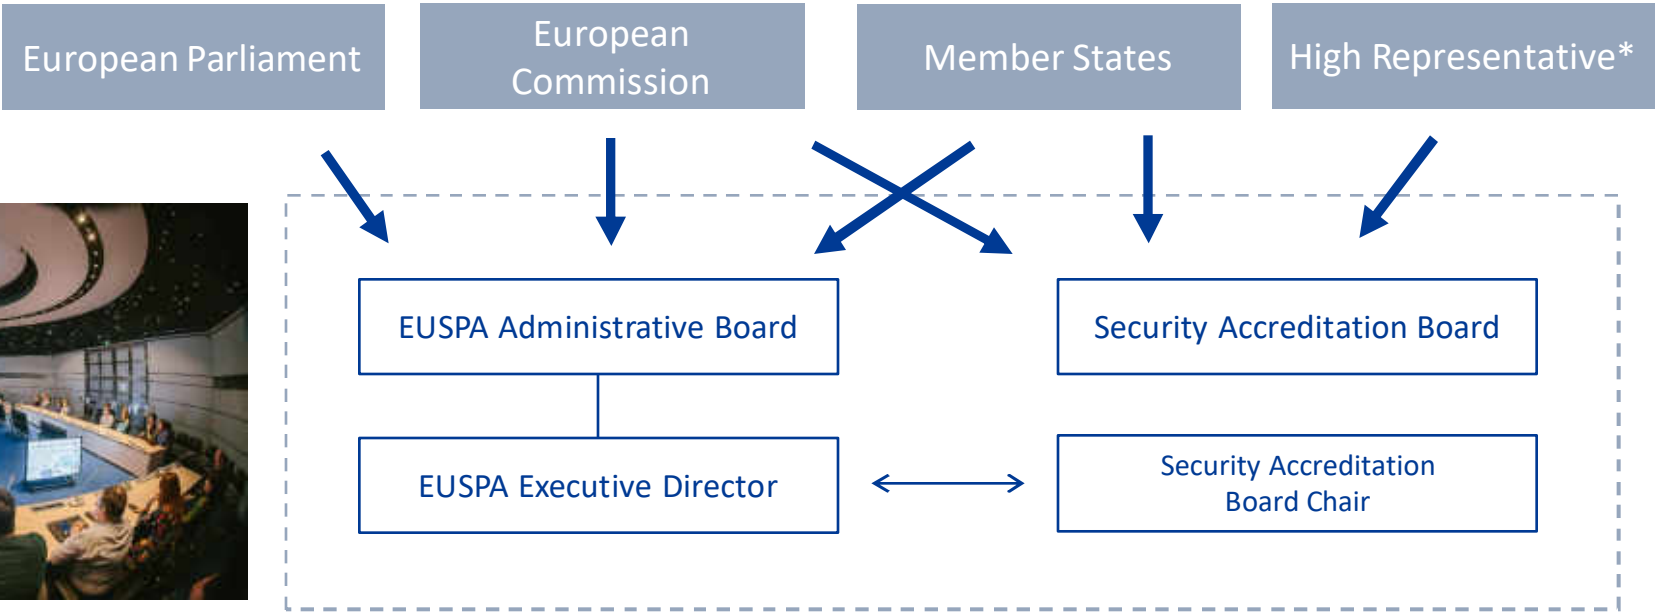 European Parliament
European
Commission
Member States
High Representative*
EUSPA Administrative Board
Security Accreditation Board
EUSPA Executive Director
Security Accreditation
Board Chair